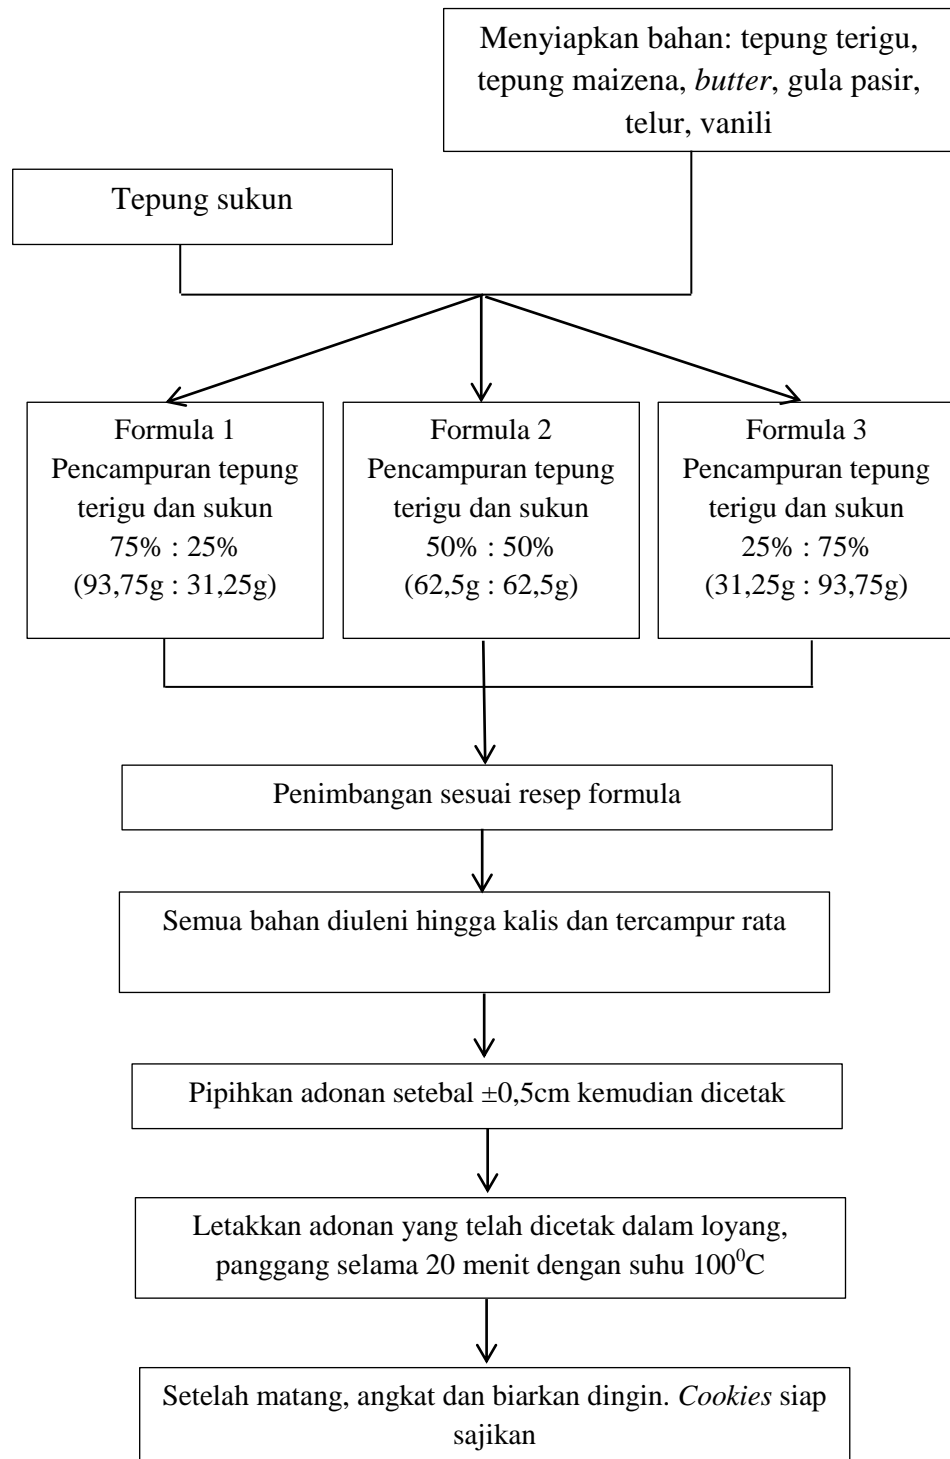 Menyiapkan bahan: tepung terigu,
tepung maizena, butter, gula pasir,
telur, vanili
Tepung sukun
Formula 1
Pencampuran tepung
terigu dan sukun
75% : 25%
(93,75g : 31,25g)
Formula 2
Pencampuran tepung
terigu dan sukun
50% : 50%
(62,5g : 62,5g)
Formula 3
Pencampuran tepung
terigu dan sukun
25% : 75%
(31,25g : 93,75g)
Penimbangan sesuai resep formula
Semua bahan diuleni hingga kalis dan tercampur rata
Pipihkan adonan setebal ±0,5cm kemudian dicetak
Letakkan adonan yang telah dicetak dalam loyang,
panggang selama 20 menit dengan suhu 100⁰C
Setelah matang, angkat dan biarkan dingin. Cookies siap
sajikan